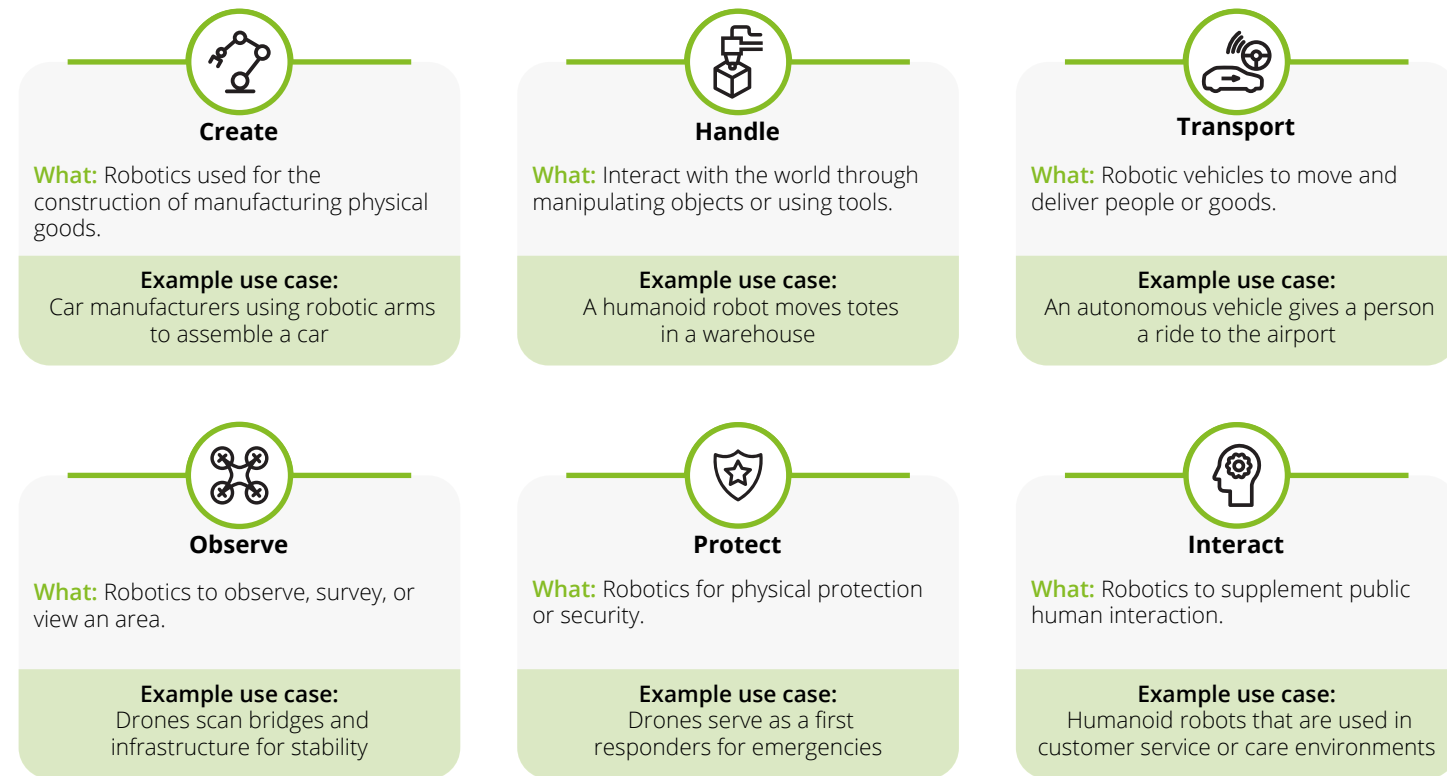 Create
What: Robotics used for the
construction of manufacturing physical
goods.
Example use case:
Car manufacturers using robotic arms
to assemble a car
Handle
What: Interact with the world through
manipulating objects or using tools.
Example use case:
A humanoid robot moves totes
in a warehouse
Transport
What: Robotic vehicles to move and
deliver people or goods.
Example use case:
An autonomous vehicle gives a person
a ride to the airport
Observe
What: Robotics to observe, survey, or
view an area.
Example use case:
Drones scan bridges and
infrastructure for stability
Protect
What: Robotics for physical protection
or security.
Example use case:
Drones serve as a first
responders for emergencies
Interact
What: Robotics to supplement public
human interaction.
Example use case:
Humanoid robots that are used in
customer service or care environments